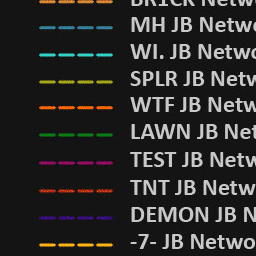 BR1CK Netwo
MH JB Netwo
WI. JB Netwo
SPLR JB Netw
WTF JB Netw
LAWN JB Net
TEST JB Netw
TNT JB Netw
DEMON JB N
-7- JB Netwo